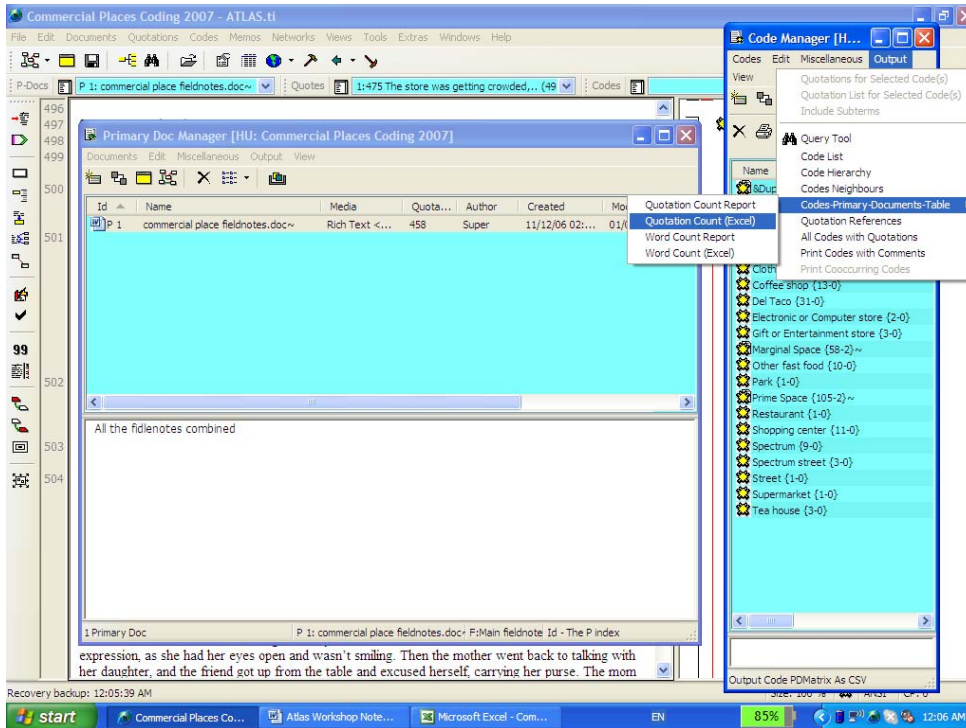 Commercial Places Coding 2007 - ATLAS.ti
File Edit Documents Quotations Codes Memos Networks Views Tools Extras Windows Help
P-Docs P 1: commercial place fieldnotes.doc~ Quotes 1:475 The store was getting crowded,.. (49 Codes
496
497
498
499
500
501
502
503
504
99
Primary Doc Manager [HU: Commercial Places Coding 2007]
Documents Edit Miscellaneous Output View
Id Name Media Quota... Author Created
P 1 commercial place fieldnotes.doc~ Rich Text <... 458 Super 11/12/06 02:...
All the fidlenotes combined
1 Primary Doc P 1: commercial place fieldnotes.doc~ F:Main fieldnote Id - The P index
expression, as she had her eyes open and wasn't smiling. Then the mother went back to talking with
her daughter, and the friend got up from the table and excused herself, carrying her purse. The mom
Code Manager [H...
Codes Edit Miscellaneous Output
View
Name
Quotations for Selected Code(s)
Quotation List for Selected Code(s)
Include Subterms
Query Tool
Code List
Code Hierarchy
Codes Neighbours
Codes-Primary-Documents-Table
Quotation References
All Codes with Quotations
Print Codes with Comments
Print Cooccurring Codes
Quotation Count Report
Quotation Count (Excel)
Word Count Report
Word Count (Excel)
Coffee shop {13-0}
Del Taco {31-0}
Electronic or Computer store {2-0}
Gift or Entertainment store {3-0}
Marginal Space {58-2}~
Other fast food {10-0}
Park {1-0}
Prime Space {105-2}~
Restaurant {1-0}
Shopping center {11-0}
Spectrum {9-0}
Spectrum street {3-0}
Street {1-0}
Supermarket {1-0}
Tea house {3-0}
Output Code PDMatrix As CSV
Recovery backup: 12:05:39 AM
start Commercial Places Co... Atlas Workshop Note... Microsoft Excel - Com... EN 85% 12:06 AM